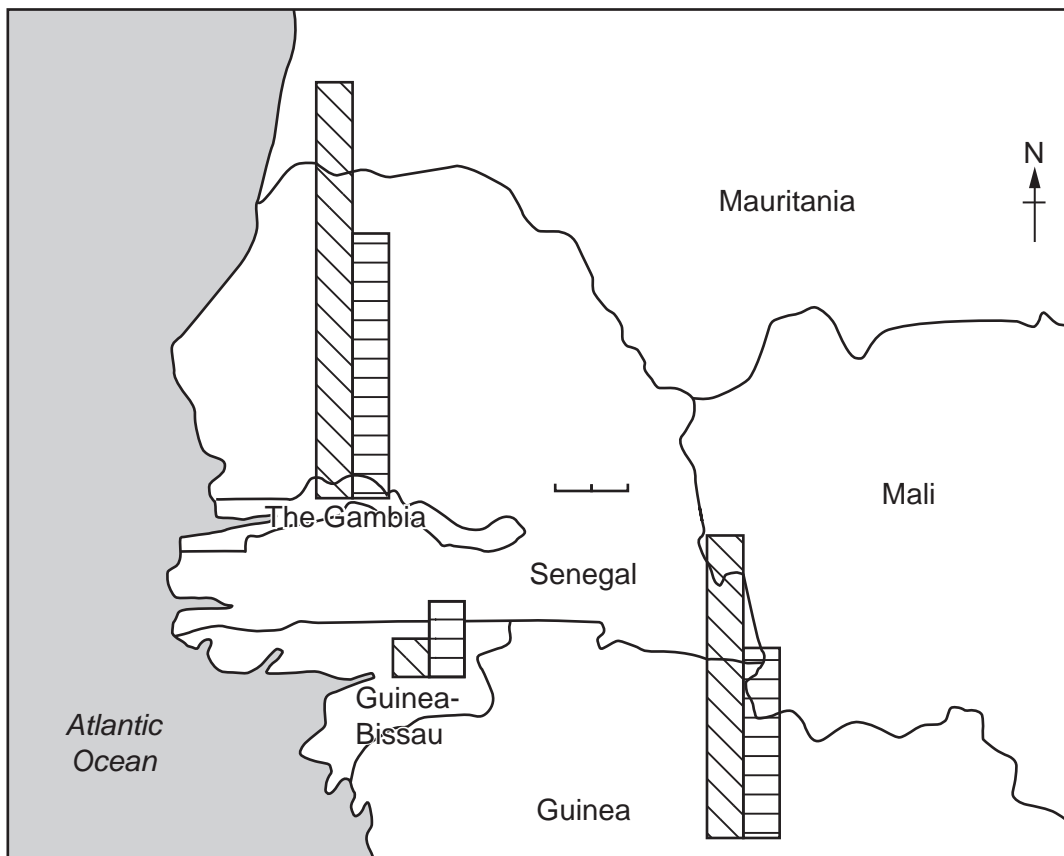 N
Mauritania
Mali
The Gambia
Senegal
Guinea-
Bissau
Atlantic
Ocean
Guinea